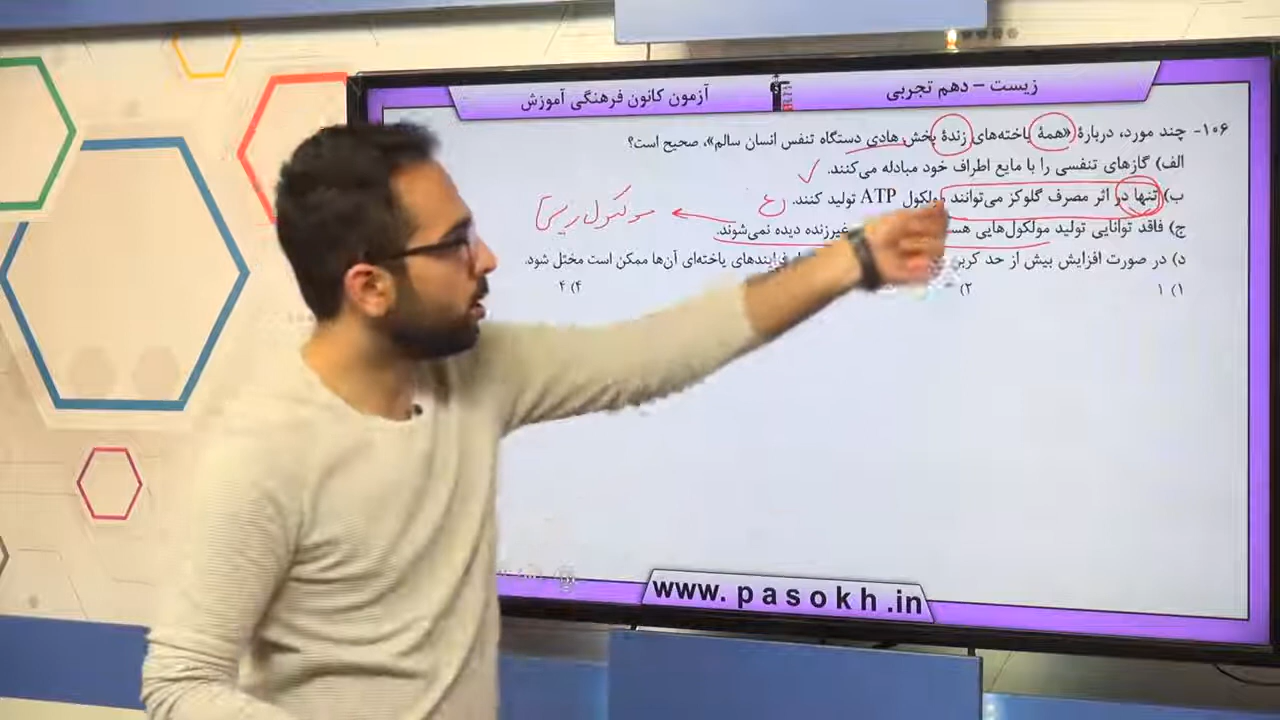 زیست – دهم تجربی
آزمون کانون فرهنگی آموزش
۱۰۶- چند مورد، دربارهٔ «همهٔ یاخته‌های زندهٔ بخش هادی دستگاه تنفس انسان سالم»، صحیح است؟
الف) گازهای تنفسی را با مایع اطراف خود مبادله می‌کنند.
ب) تنها در اثر مصرف گلوکز می‌توانند مولکول ATP تولید کنند.
ج) فاقد توانایی تولید مولکول‌هایی غیرزنده دیده نمی‌شوند.
مولکول زیستی
د) در صورت افزایش بیش از حد کربن فرایندهای یاخته‌ای آن‌ها ممکن است مختل شود.
۱) ۱
۲)
۴) ۴
www.pasokh.in